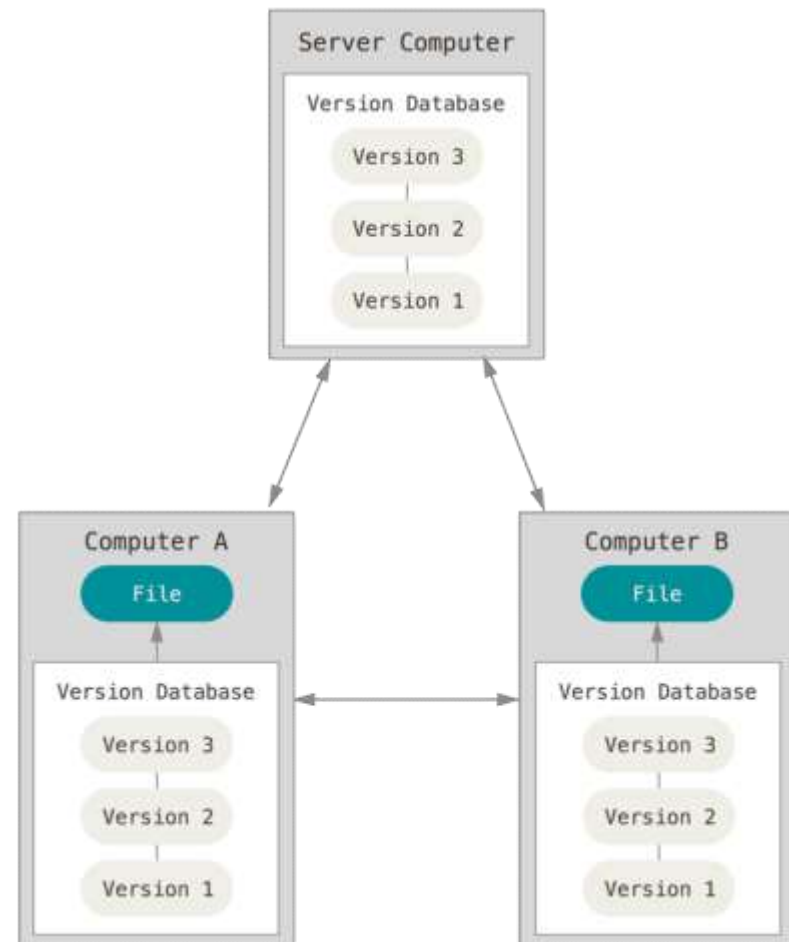 Server Computer
Version Database
Version 3
Version 2
Version 1
Computer A
File
Version Database
Version 3
Version 2
Version 1
Computer B
File
Version Database
Version 3
Version 2
Version 1